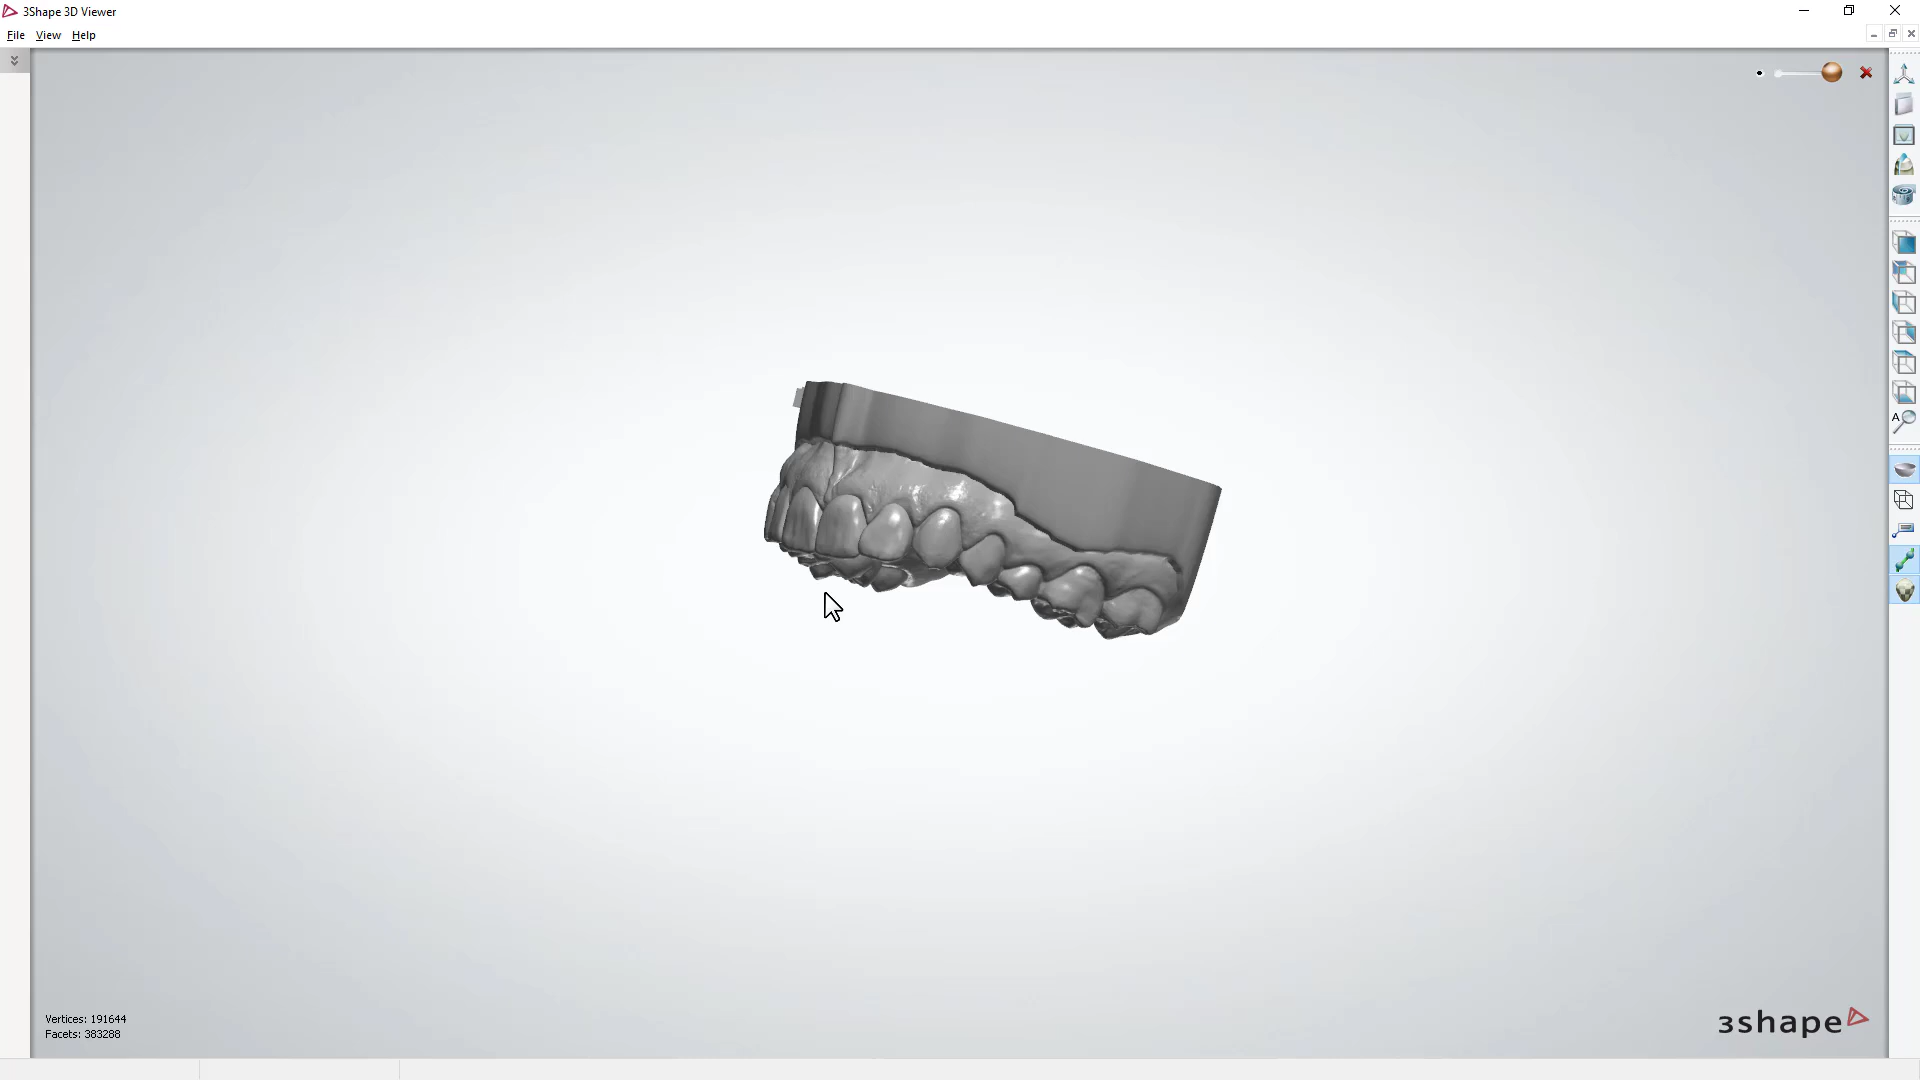 3Shape 3D Viewer
File View Help
A
Vertices: 191644
Facets: 383288
3shape